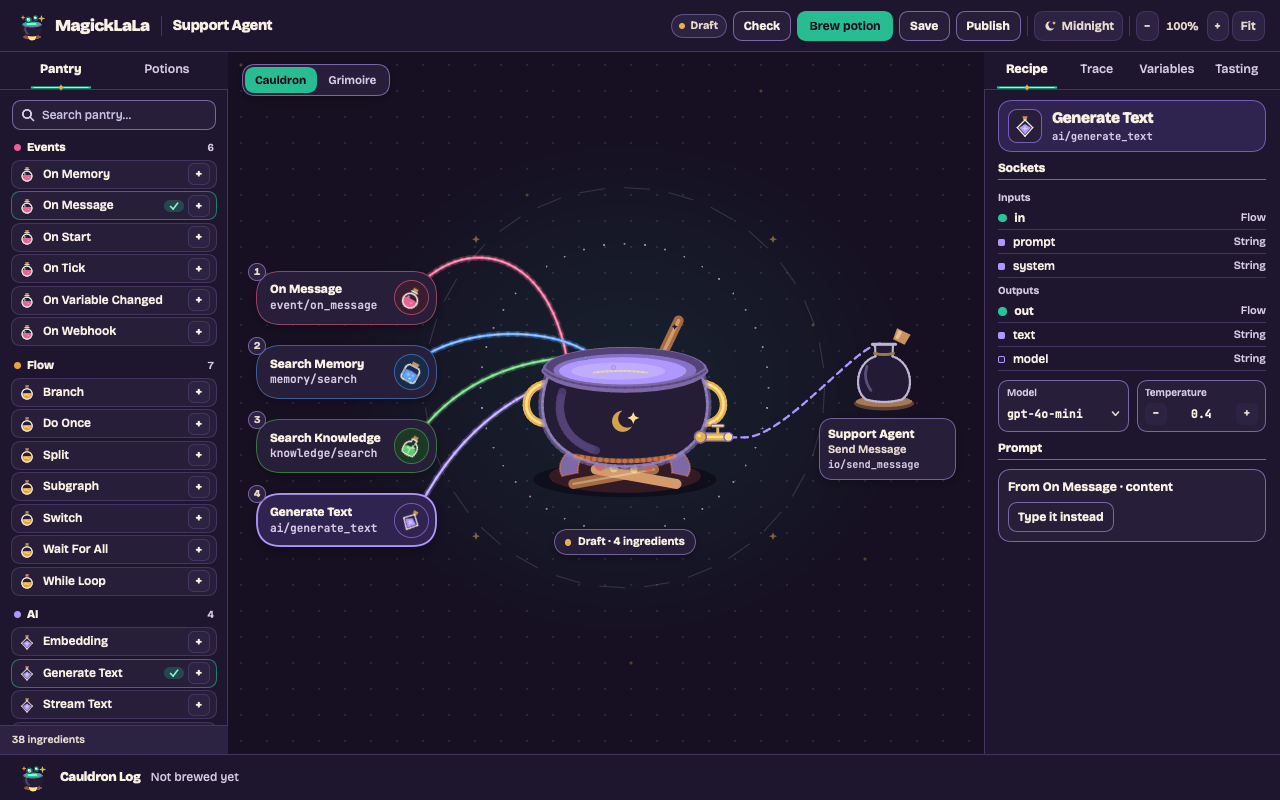 MagickLaLa
Support Agent
Draft
Check
Brew potion
Save
Publish
Midnight
−
100%
+
Fit
Pantry
Potions
Search pantry...
Events
6
On Memory
+
On Message
+
On Start
+
On Tick
+
On Variable Changed
+
On Webhook
+
Flow
7
Branch
+
Do Once
+
Split
+
Subgraph
+
Switch
+
Wait For All
+
While Loop
+
AI
4
Embedding
+
Generate Text
+
Stream Text
+
38 ingredients
Cauldron
Grimoire
1
On Message
event/on_message
2
Search Memory
memory/search
3
Search Knowledge
knowledge/search
4
Generate Text
ai/generate_text
Draft · 4 ingredients
Support Agent
Send Message
io/send_message
Recipe
Trace
Variables
Tasting
Generate Text
ai/generate_text
Sockets
Inputs
in
Flow
prompt
String
system
String
Outputs
out
Flow
text
String
model
String
Model
gpt-4o-mini
Temperature
−
0.4
+
Prompt
From On Message · content
Type it instead
Cauldron Log
Not brewed yet